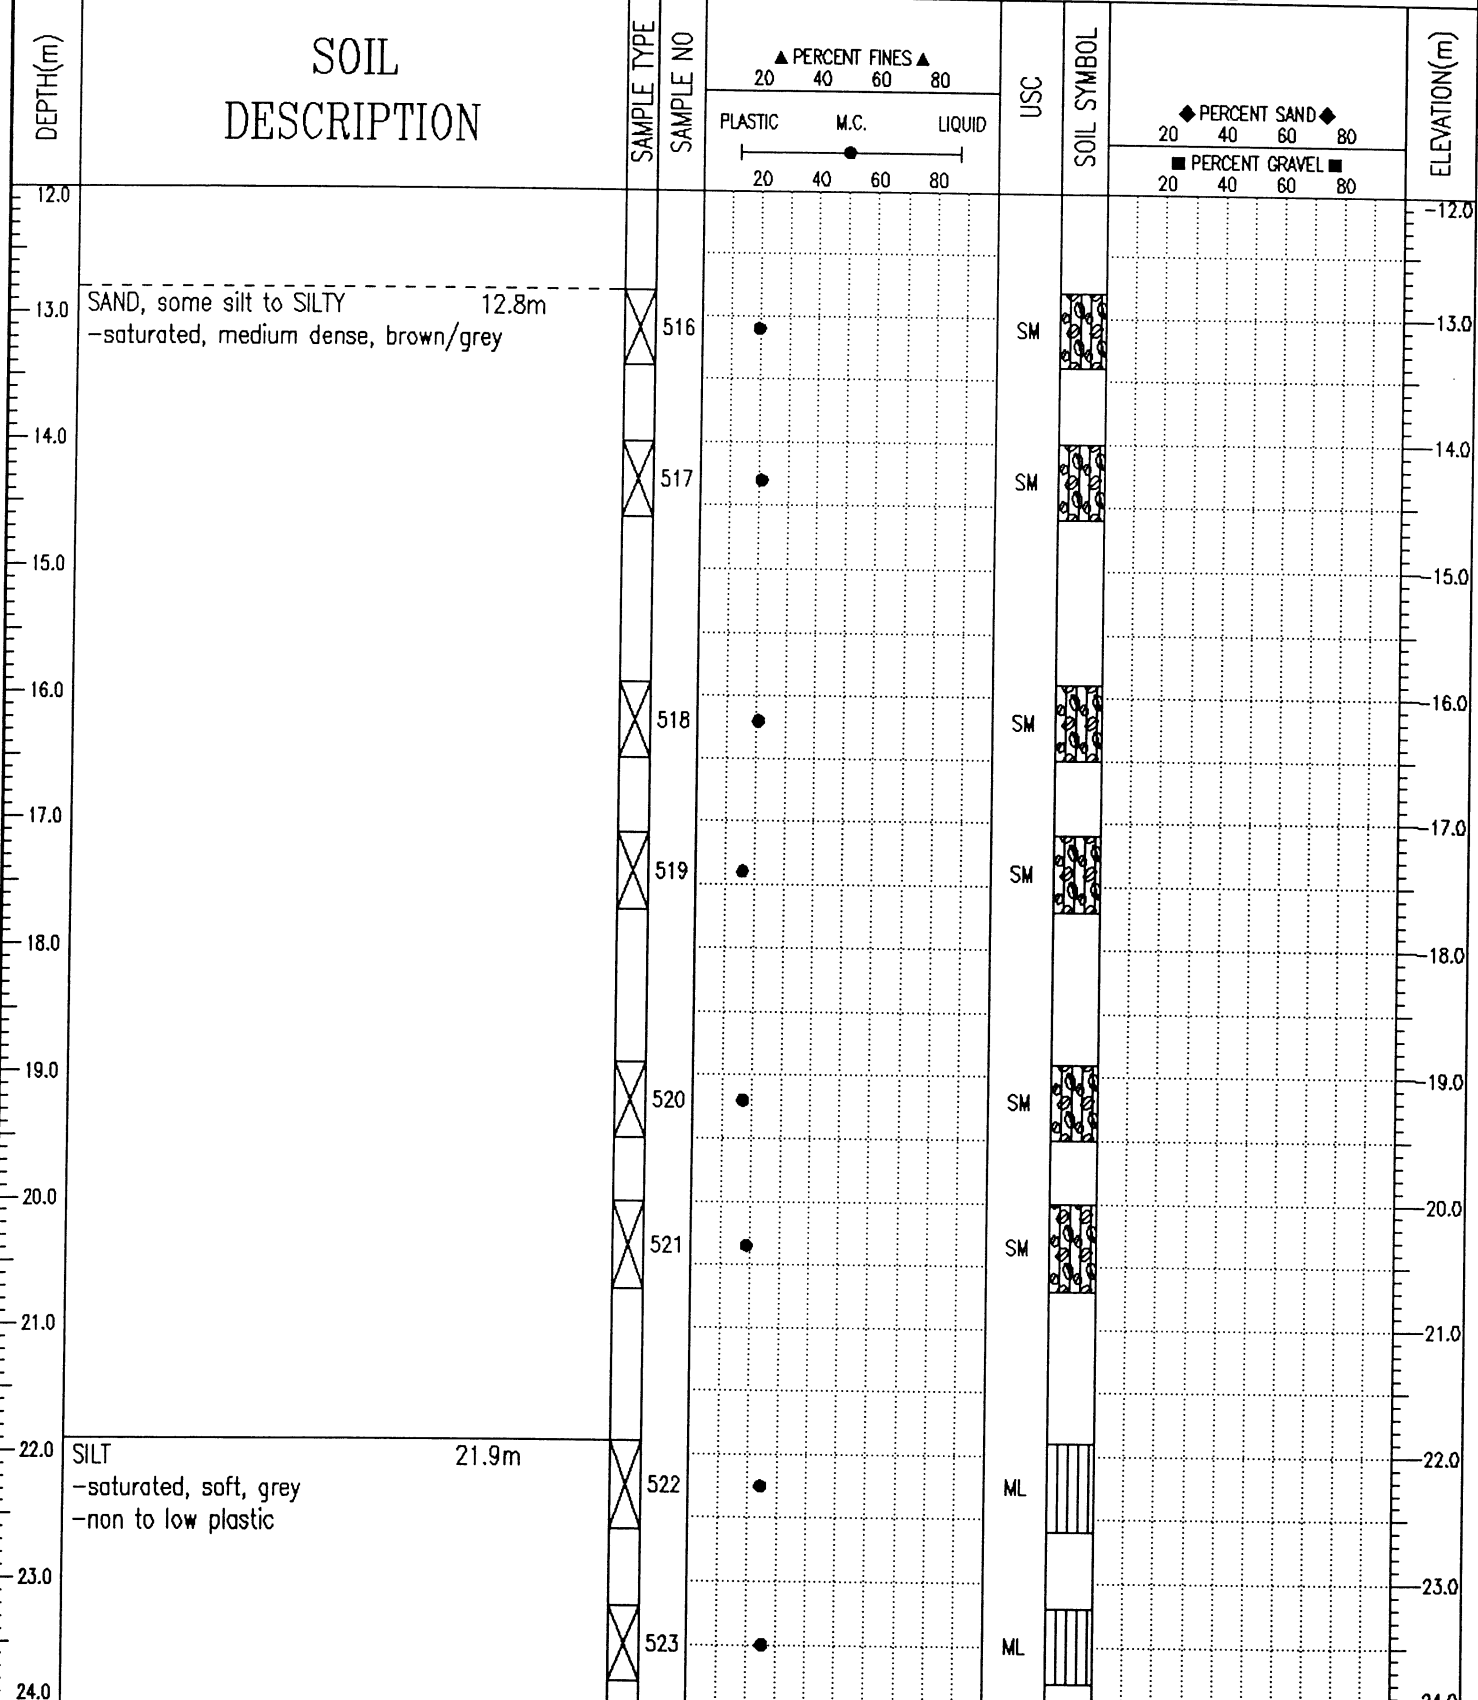 DEPTH(m)
SOIL
DESCRIPTION
SAMPLE TYPE
SAMPLE NO
▲ PERCENT FINES ▲
20 40 60 80
PLASTIC M.C. LIQUID
20 40 60 80
USC
SOIL SYMBOL
◆ PERCENT SAND ◆
20 40 60 80
■ PERCENT GRAVEL ■
20 40 60 80
ELEVATION(m)
12.0 -12.0
SAND, some silt to SILTY 12.8m
13.0 516 SM -13.0
-saturated, medium dense, brown/grey
14.0 -14.0
517 SM
15.0 -15.0
16.0 -16.0
518 SM
17.0 -17.0
519 SM
18.0 -18.0
19.0 -19.0
520 SM
20.0 -20.0
521 SM
21.0 -21.0
22.0 -22.0
SILT 21.9m
-saturated, soft, grey
522 ML
-non to low plastic
23.0 -23.0
523 ML
24.0